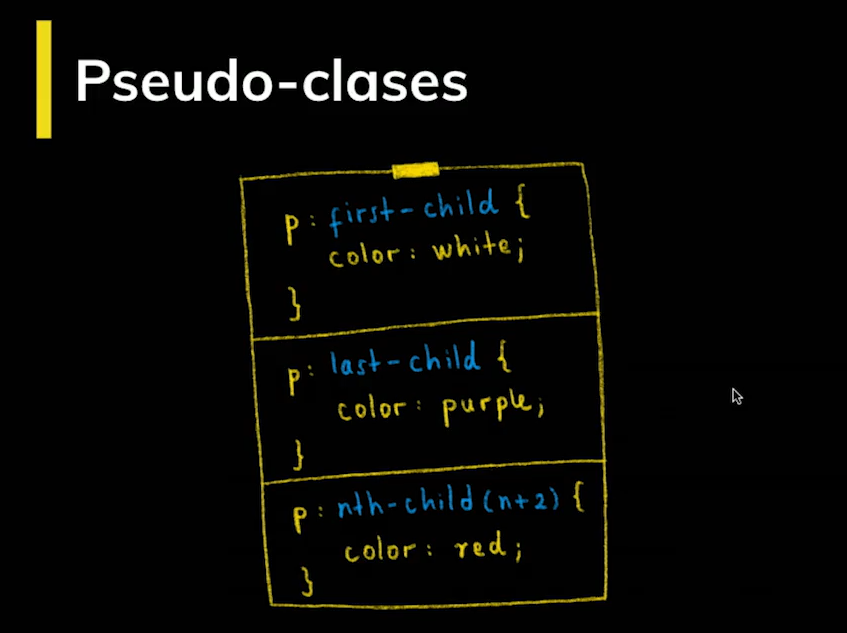 Pseudo-clases
p: first-child {
color: white;
}
p: last-child {
color: purple;
}
p: nth-child(n+2) {
color: red;
}